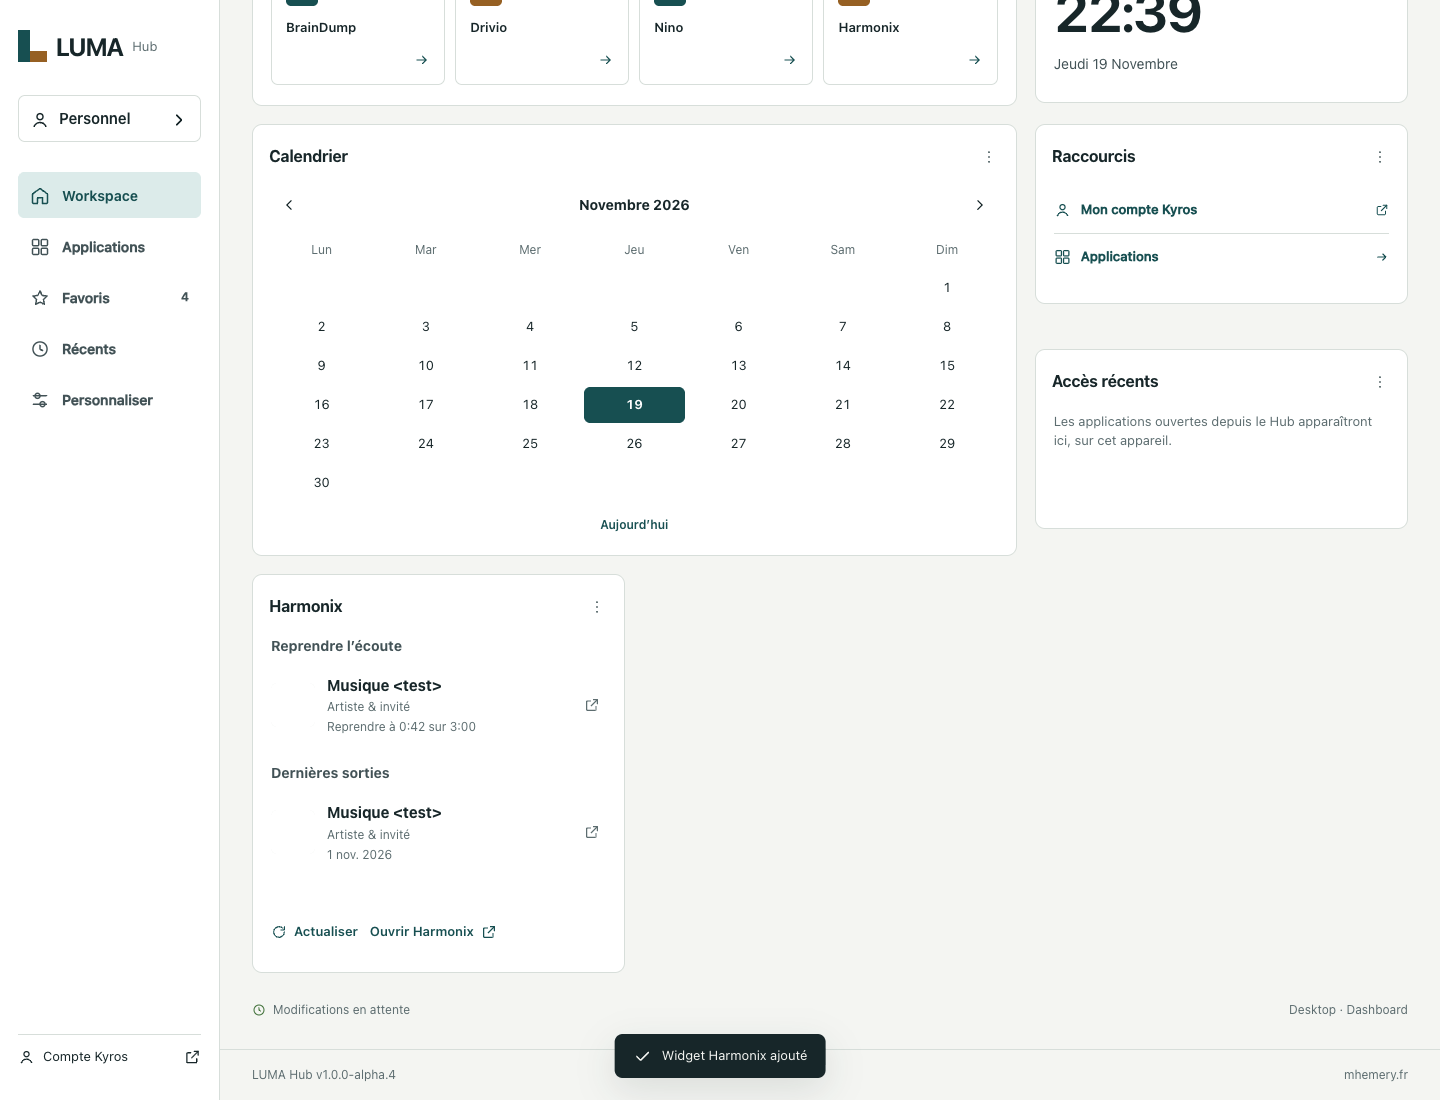 LUMA Hub
Personnel
Workspace
Applications
Favoris 4
Récents
Personnaliser
Compte Kyros
BrainDump
Drivio
Nino
Harmonix
22:39
Jeudi 19 Novembre
Calendrier
Novembre 2026
Lun Mar Mer Jeu Ven Sam Dim
1
2 3 4 5 6 7 8
9 10 11 12 13 14 15
16 17 18 19 20 21 22
23 24 25 26 27 28 29
30
Aujourd’hui
Raccourcis
Mon compte Kyros
Applications
Accès récents
Les applications ouvertes depuis le Hub apparaîtront
ici, sur cet appareil.
Harmonix
Reprendre l’écoute
Musique <test>
Artiste & invité
Reprendre à 0:42 sur 3:00
Dernières sorties
Musique <test>
Artiste & invité
1 nov. 2026
Actualiser Ouvrir Harmonix
Modifications en attente
Desktop · Dashboard
Widget Harmonix ajouté
LUMA Hub v1.0.0-alpha.4
mhemery.fr